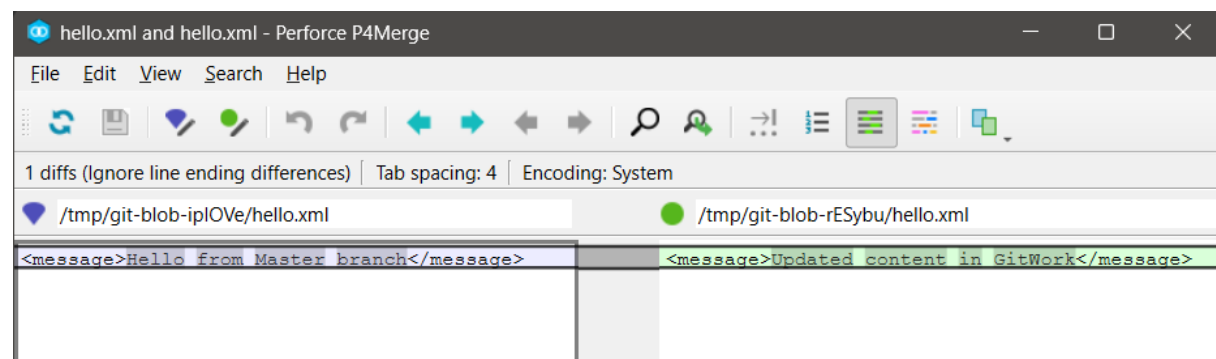 hello.xml and hello.xml - Perforce P4Merge
File Edit View Search Help
1 diffs (Ignore line ending differences) Tab spacing: 4 Encoding: System
/tmp/git-blob-iplOVe/hello.xml /tmp/git-blob-rESybu/hello.xml
<message>Hello from Master branch</message> <message>Updated content in GitWork</message>